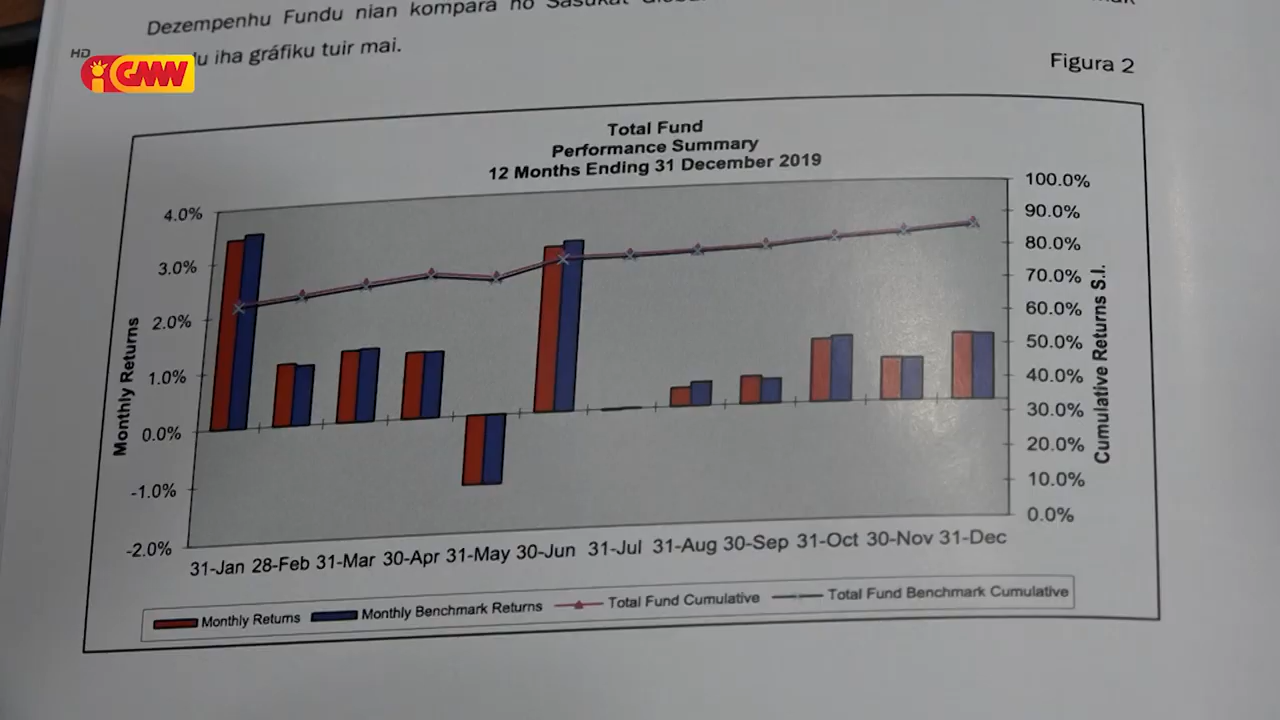 Dezempenhu Fundu nian kompara ho Sasukat
iha gráfiku tuir mai.
HD
GMN
Figura 2
Total Fund
Performance Summary
12 Months Ending 31 December 2019
4.0%
3.0%
2.0%
1.0%
0.0%
-1.0%
-2.0%
Monthly Returns
100.0%
90.0%
80.0%
70.0%
60.0%
50.0%
40.0%
30.0%
20.0%
10.0%
0.0%
Cumulative Returns S.I.
31-Jan 28-Feb 31-Mar 30-Apr 31-May 30-Jun 31-Jul 31-Aug 30-Sep 31-Oct 30-Nov 31-Dec
Monthly Returns Monthly Benchmark Returns Total Fund Cumulative Total Fund Benchmark Cumulative